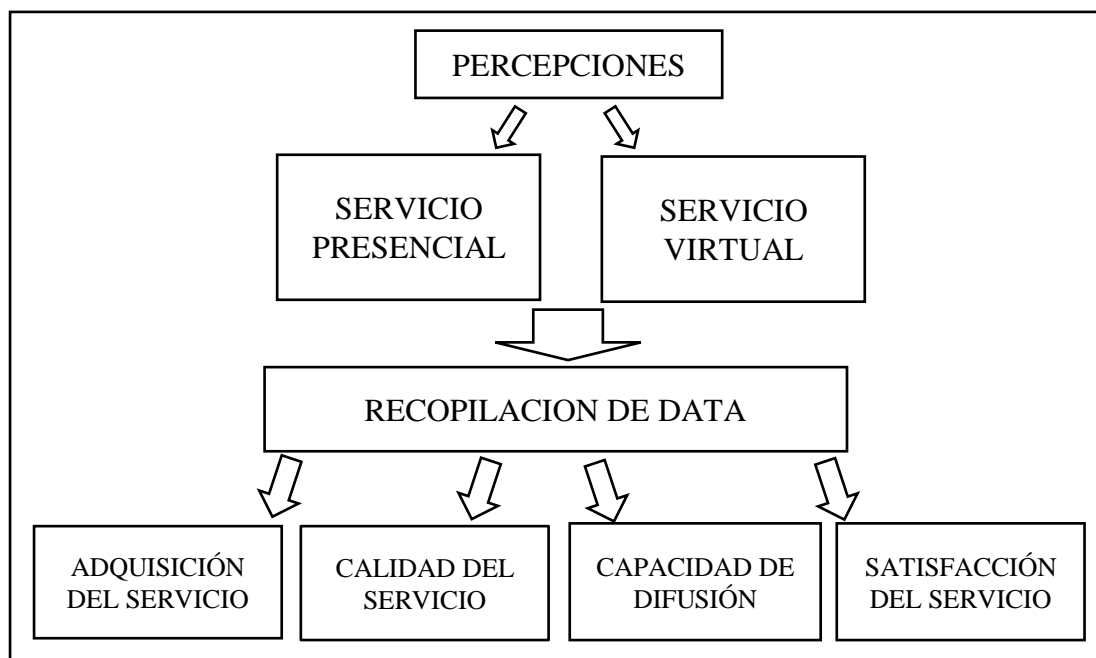 PERCEPCIONES
SERVICIO
PRESENCIAL
SERVICIO
VIRTUAL
RECOPILACION DE DATA
ADQUISICIÓN
DEL SERVICIO
CALIDAD DEL
SERVICIO
CAPACIDAD DE
DIFUSIÓN
SATISFACCIÓN
DEL SERVICIO